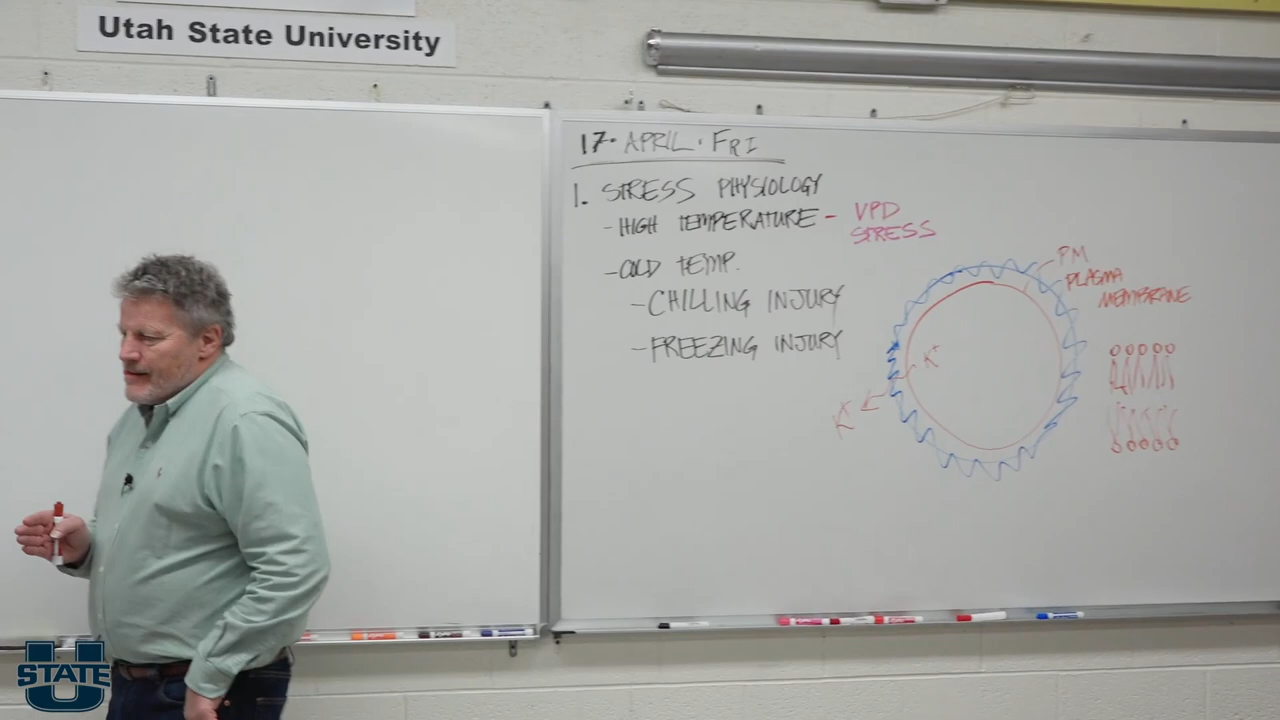 Utah State University
17 · APRIL · FRI
1. STRESS PHYSIOLOGY
- HIGH TEMPERATURE - VPD STRESS
- COLD TEMP.
- CHILLING INJURY
- FREEZING INJURY
PM
PLASMA
MEMBRANE
K+
K+
U
STATE